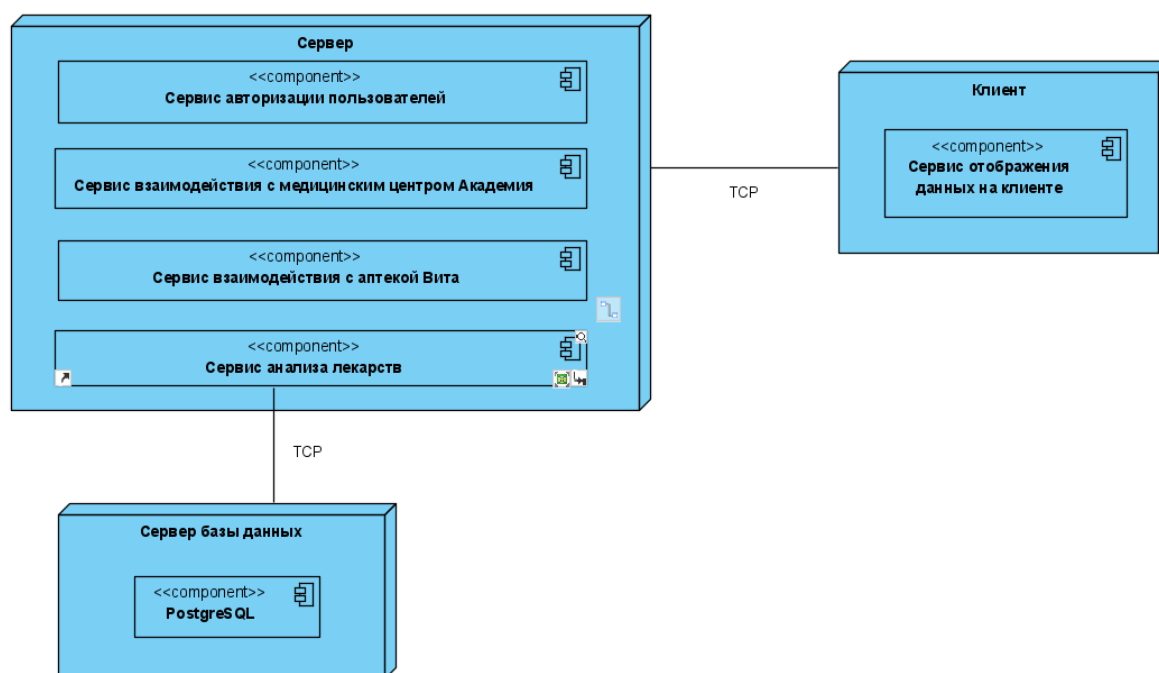 Сервер
<<component>>
Сервис авторизации пользователей
<<component>>
Сервис взаимодействия с медицинским центром Академия
<<component>>
Сервис взаимодействия с аптекой Вита
<<component>>
Сервис анализа лекарств
TCP
Клиент
<<component>>
Сервис отображения
данных на клиенте
TCP
Сервер базы данных
<<component>>
PostgreSQL